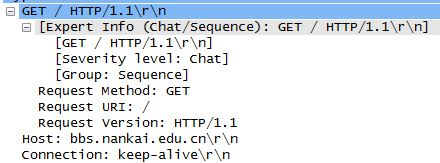 GET / HTTP/1.1\r\n
[Expert Info (Chat/Sequence): GET / HTTP/1.1\r\n]
[GET / HTTP/1.1\r\n]
[Severity level: Chat]
[Group: Sequence]
Request Method: GET
Request URI: /
Request Version: HTTP/1.1
Host: bbs.nankai.edu.cn\r\n
Connection: keep-alive\r\n